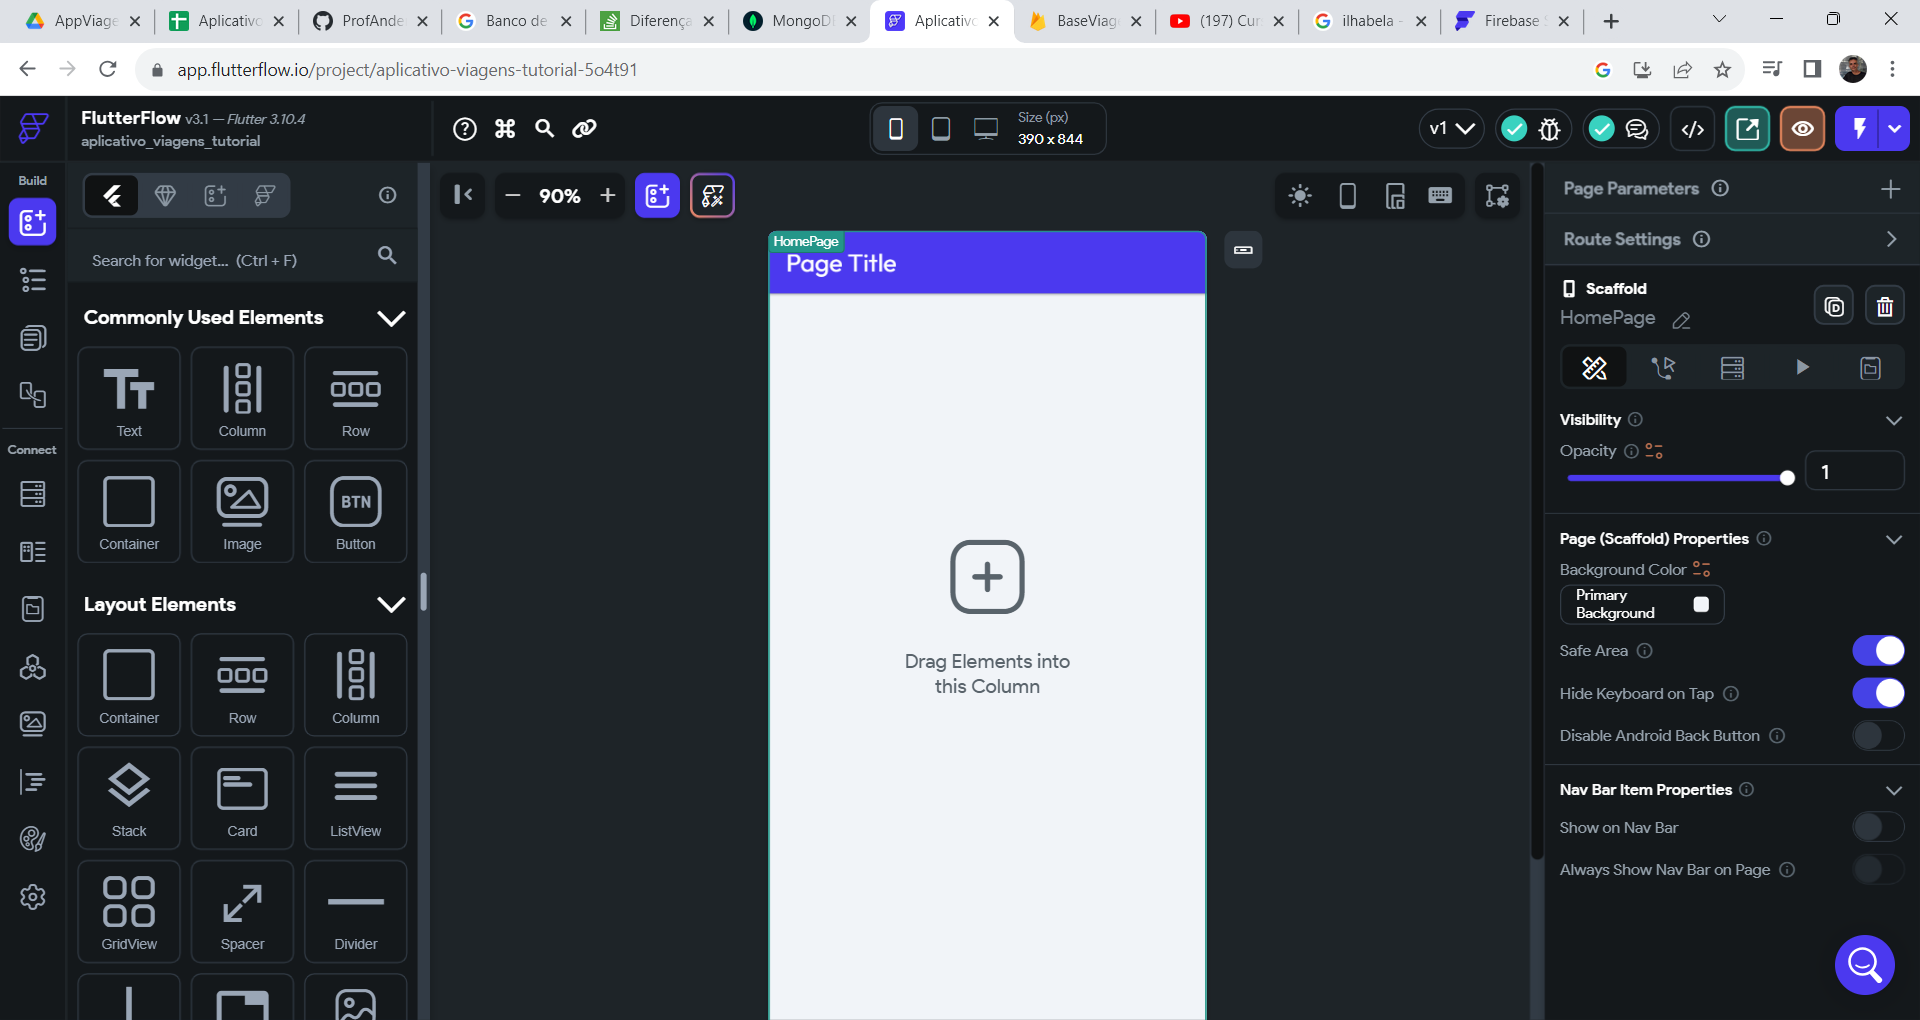 AppViage
Aplicativo
ProfAnde
Banco de
Diferença
MongoD
Aplicativo
BaseViag
(197) Cur
ilhabela -
Firebase
app.flutterflow.io/project/aplicativo-viagens-tutorial-5o4t91
FlutterFlow v3.1 — Flutter 3.10.4
aplicativo_viagens_tutorial
Size (px)
390 x 844
v1
Build
90%
Page Parameters
Search for widget... (Ctrl + F)
HomePage
Page Title
Route Settings
Commonly Used Elements
Scaffold
HomePage
Text
Column
Row
Visibility
Connect
Opacity
1
BTN
Container
Image
Button
Page (Scaffold) Properties
Background Color
Primary
Background
Layout Elements
Safe Area
Drag Elements into
this Column
Hide Keyboard on Tap
Container
Row
Column
Disable Android Back Button
Nav Bar Item Properties
Stack
Card
ListView
Show on Nav Bar
Always Show Nav Bar on Page
GridView
Spacer
Divider